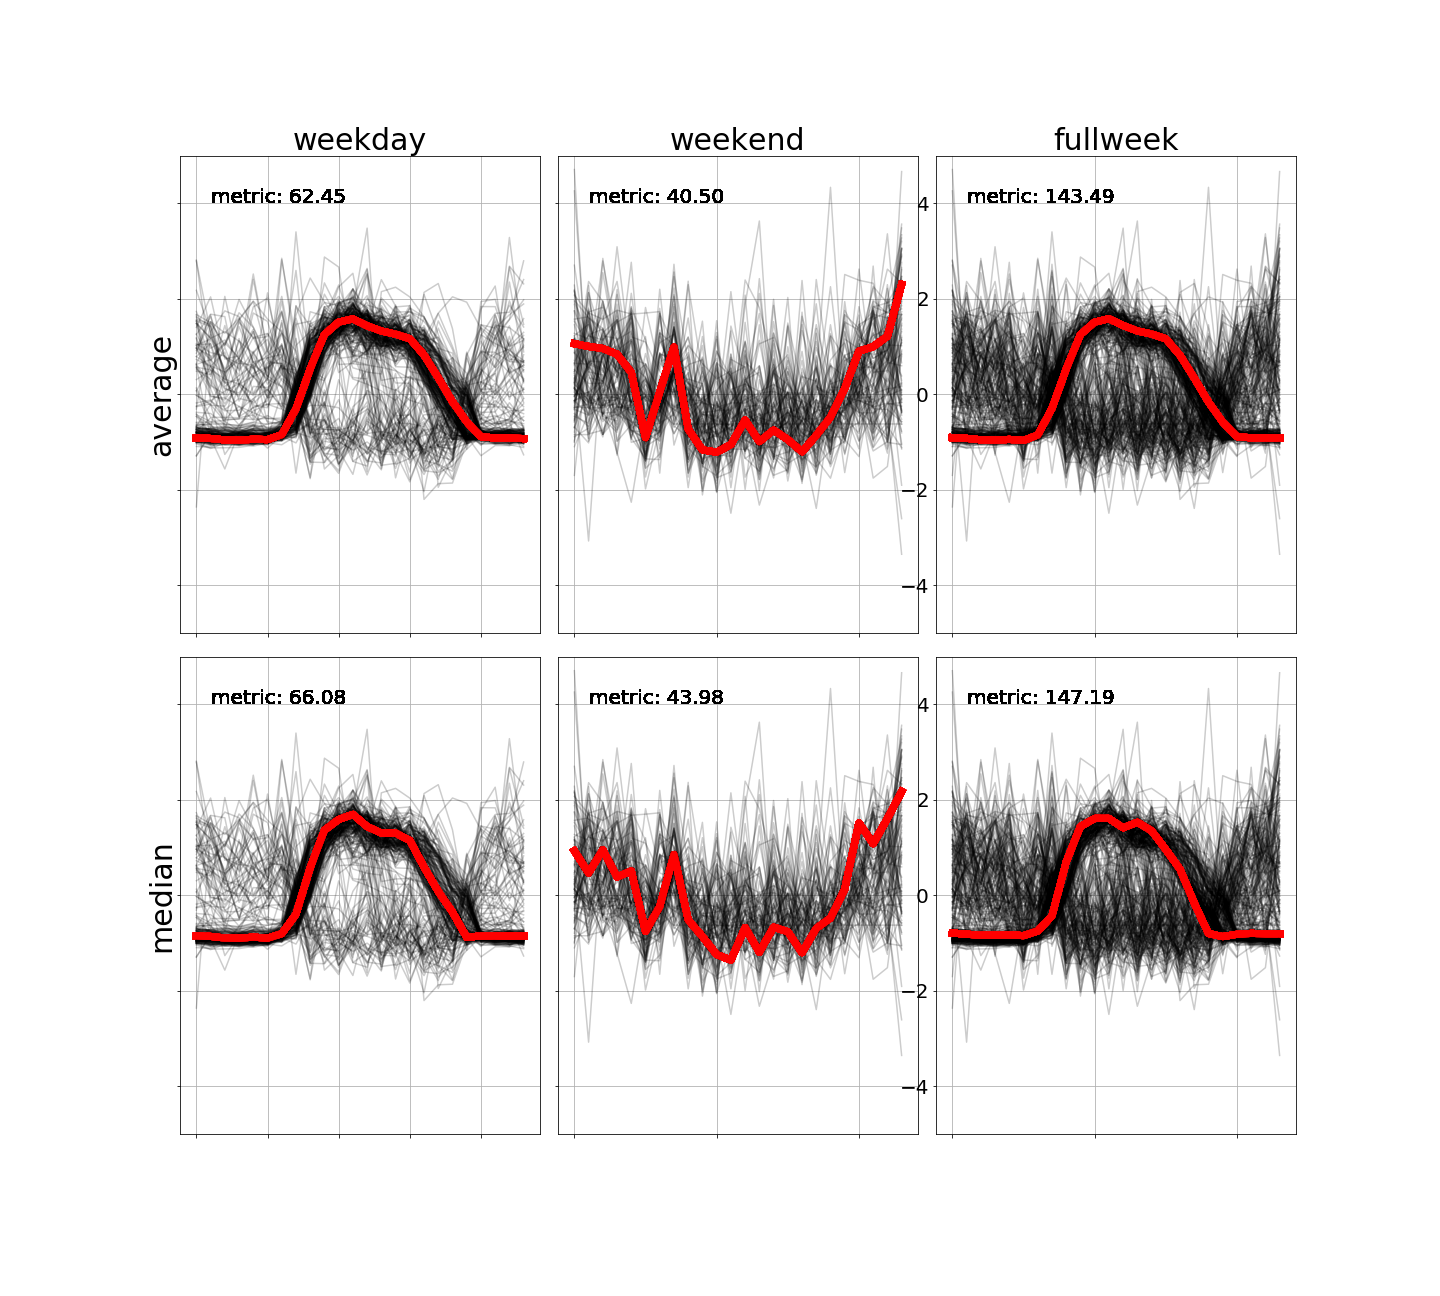 weekday
weekend
fullweek
average
metric: 62.45
metric: 40.50
metric: 143.49
4
2
0
−2
−4
median
metric: 66.08
metric: 43.98
metric: 147.19
4
2
0
−2
−4